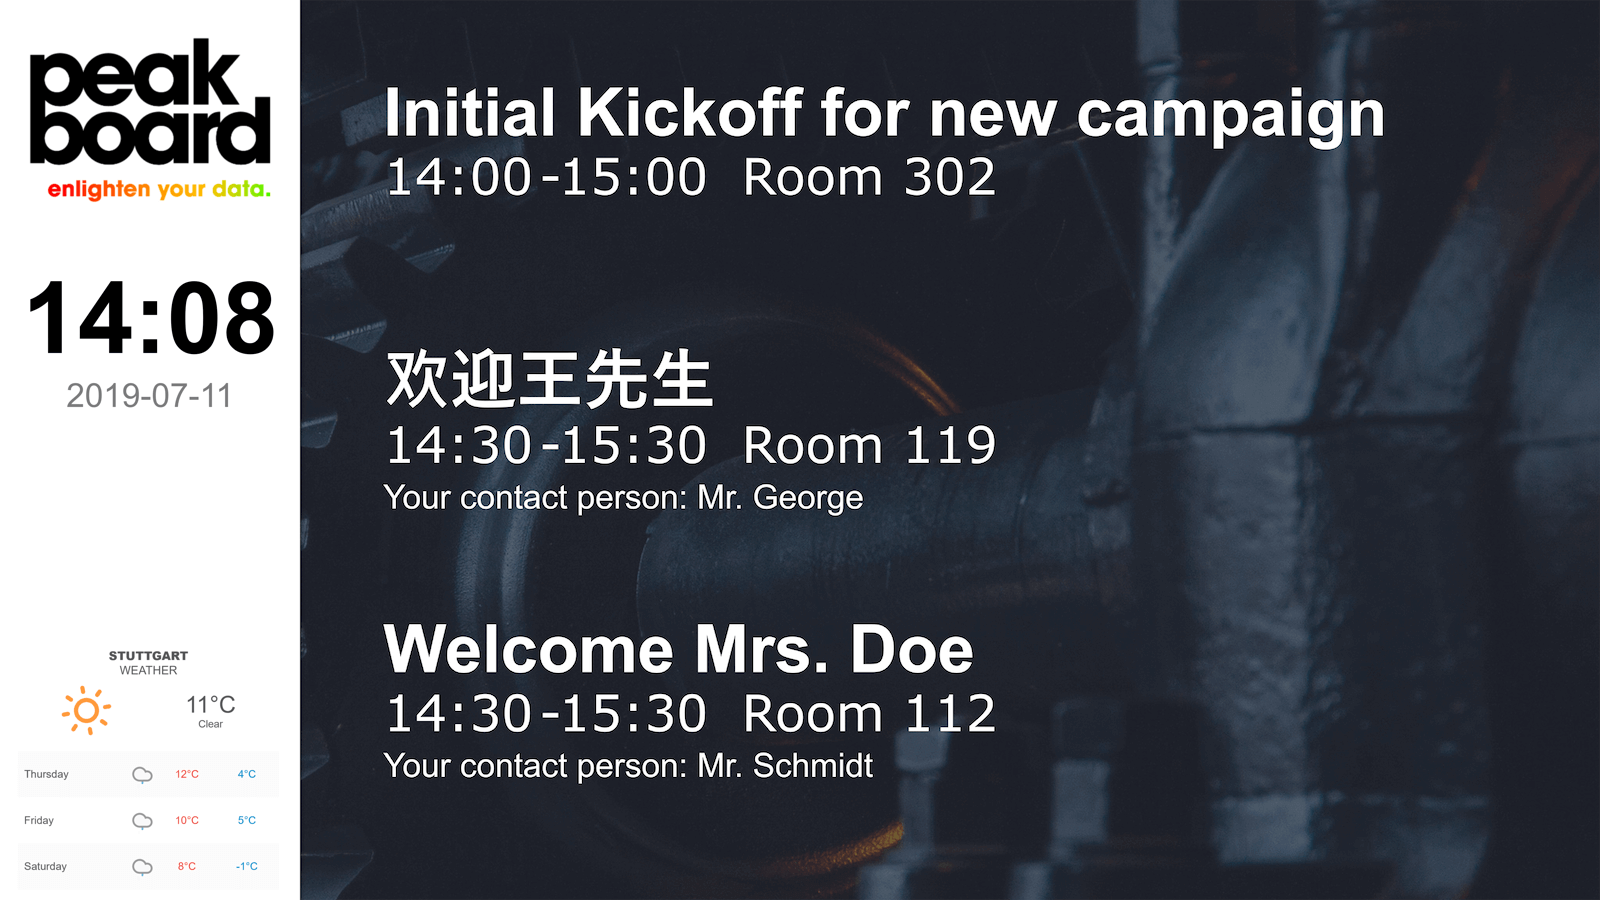 peak
board
enlighten your data.
14:08
2019-07-11
STUTTGART
WEATHER
11°C
Clear
Thursday 12°C 4°C
Friday 10°C 5°C
Saturday 8°C -1°C
Initial Kickoff for new campaign
14:00-15:00 Room 302
欢迎王先生
14:30-15:30 Room 119
Your contact person: Mr. George
Welcome Mrs. Doe
14:30-15:30 Room 112
Your contact person: Mr. Schmidt